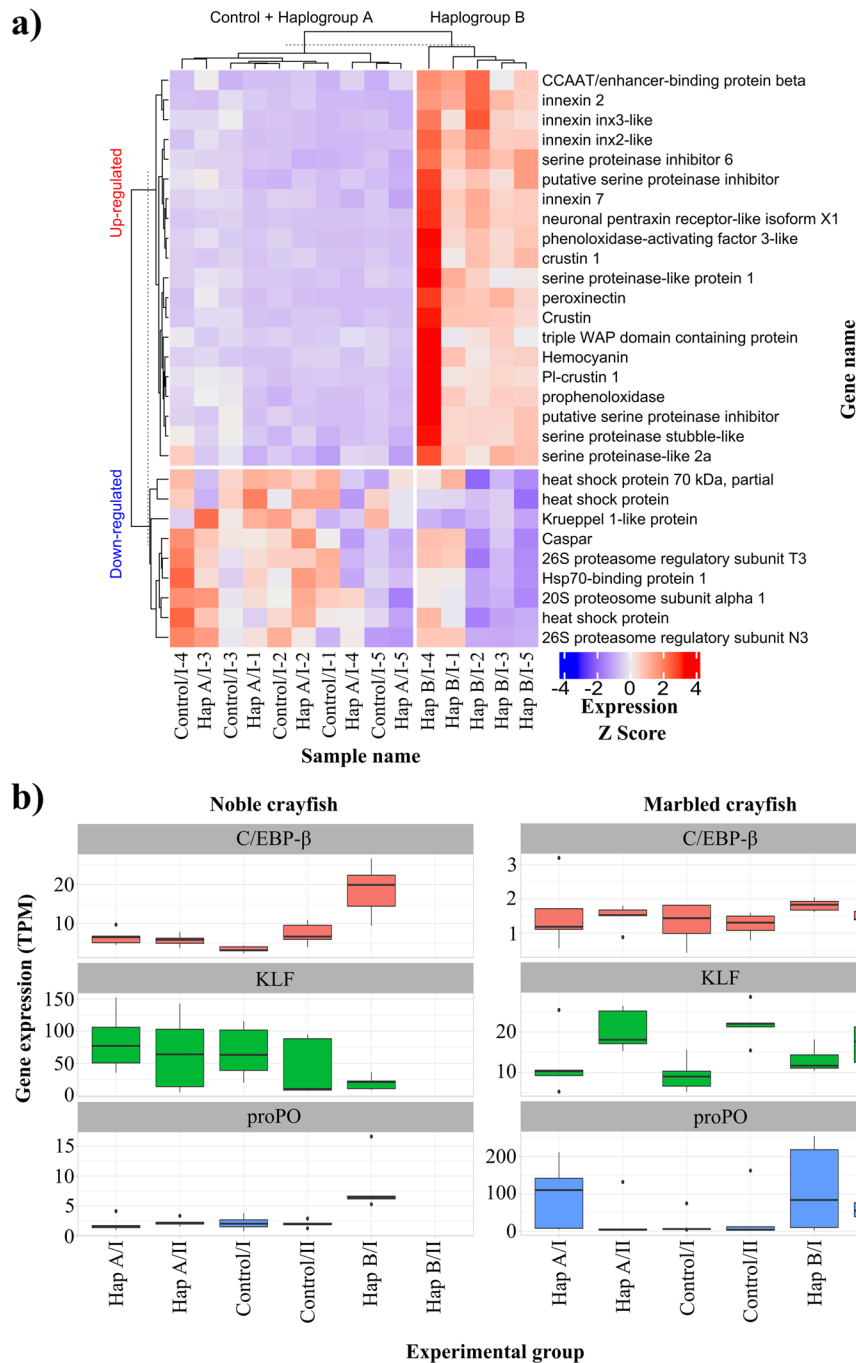 a)
Control + Haplogroup A
Haplogroup B
Up-regulated
Down-regulated
CCAAT/enhancer-binding protein beta
innexin 2
innexin inx3-like
innexin inx2-like
serine proteinase inhibitor 6
putative serine proteinase inhibitor
innexin 7
neuronal pentraxin receptor-like isoform X1
phenoloxidase-activating factor 3-like
crustin 1
serine proteinase-like protein 1
peroxinectin
Crustin
triple WAP domain containing protein
Hemocyanin
Pl-crustin 1
prophenoloxidase
putative serine proteinase inhibitor
serine proteinase stubble-like
serine proteinase-like 2a
heat shock protein 70 kDa, partial
heat shock protein
Krueppel 1-like protein
Caspar
26S proteasome regulatory subunit T3
Hsp70-binding protein 1
20S proteosome subunit alpha 1
heat shock protein
26S proteasome regulatory subunit N3
Gene name
Control/I-4
Hap A/I-3
Control/I-3
Hap A/I-1
Control/I-2
Hap A/I-2
Control/I-1
Hap A/I-4
Control/I-5
Hap A/I-5
Hap B/I-4
Hap B/I-1
Hap B/I-2
Hap B/I-3
Hap B/I-5
Sample name
-4 -2 0 2 4
Expression
Z Score
b)
Noble crayfish
Marbled crayfish
Gene expression (TPM)
C/EBP-β
20
10
C/EBP-β
3
2
1
KLF
150
100
50
0
KLF
20
10
proPO
15
10
5
0
proPO
200
100
0
Hap A/I
Hap A/II
Control/I
Control/II
Hap B/I
Hap B/II
Hap A/I
Hap A/II
Control/I
Control/II
Hap B/I
Experimental group